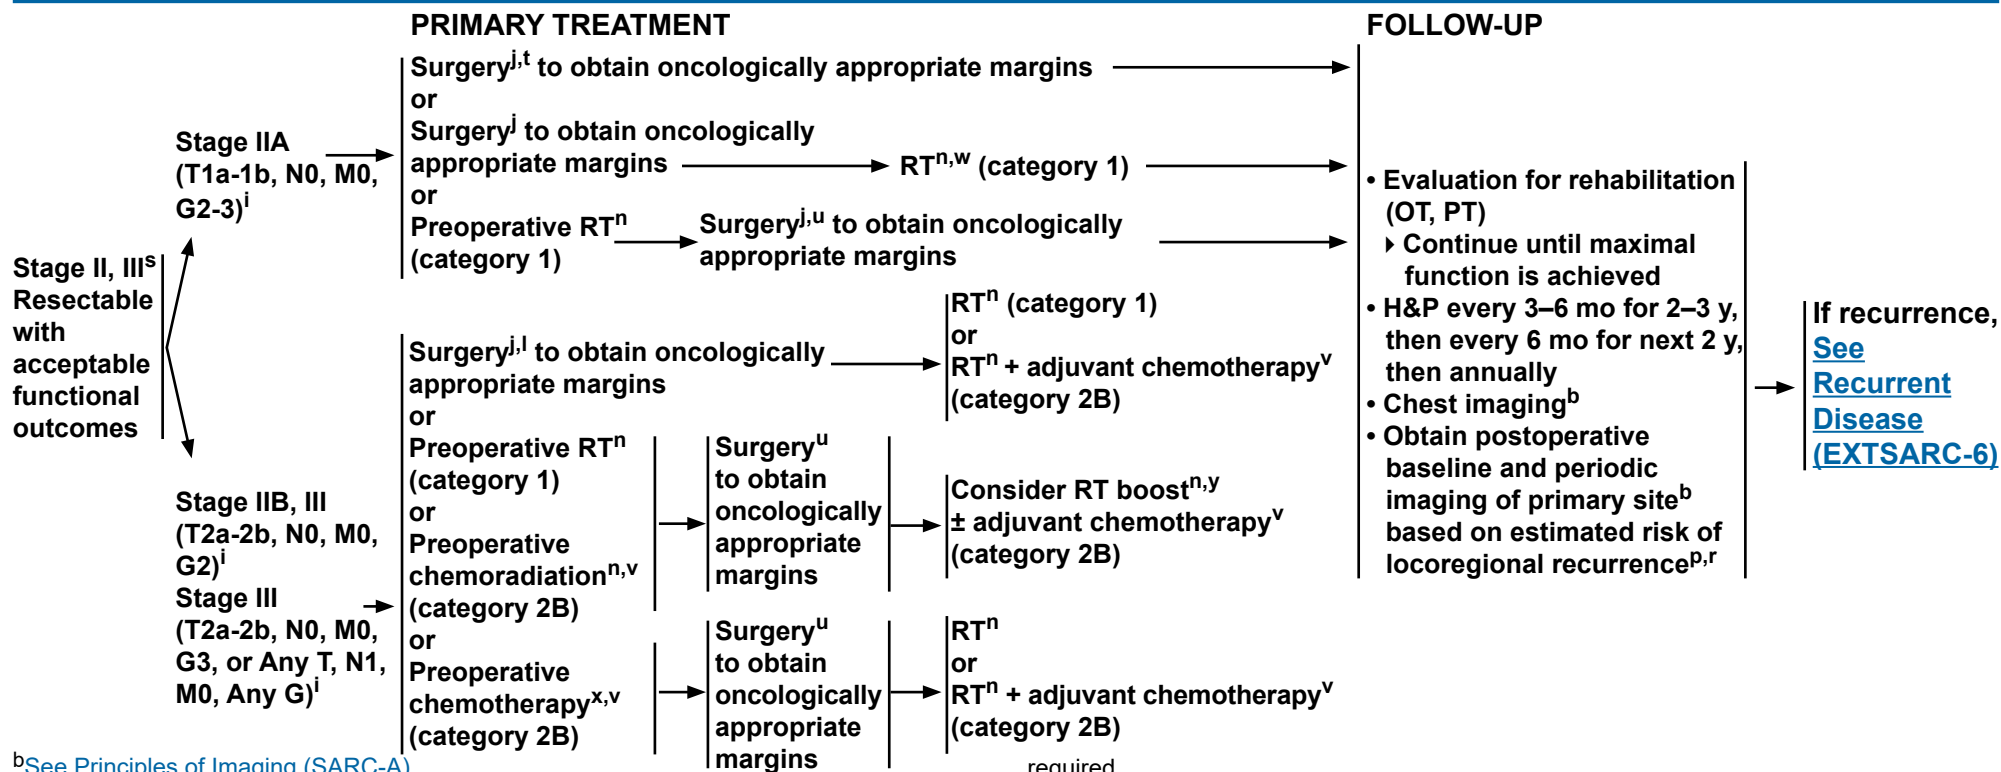 PRIMARY TREATMENT
FOLLOW-UP
Stage II, IIIˢ
Resectable
with
acceptable
functional
outcomes
Stage IIA
(T1a-1b, N0, M0,
G2-3)ⁱ
Surgeryʲ,ᵗ to obtain oncologically appropriate margins
or
Surgeryʲ to obtain oncologically
appropriate margins
RTⁿ,ʷ (category 1)
or
Preoperative RTⁿ
(category 1)
Surgeryʲ,ᵘ to obtain oncologically
appropriate margins
Stage IIB, III
(T2a-2b, N0, M0,
G2)ⁱ
Stage III
(T2a-2b, N0, M0,
G3, or Any T, N1,
M0, Any G)ⁱ
Surgeryʲ,ˡ to obtain oncologically
appropriate margins
RTⁿ (category 1)
or
RTⁿ + adjuvant chemotherapyᵛ
(category 2B)
or
Preoperative RTⁿ
(category 1)
or
Preoperative
chemoradiationⁿ,ᵛ
(category 2B)
Surgeryᵘ
to obtain
oncologically
appropriate
margins
Consider RT boostⁿ,ʸ
± adjuvant chemotherapyᵛ
(category 2B)
or
Preoperative
chemotherapyˣ,ᵛ
(category 2B)
Surgeryᵘ
to obtain
oncologically
appropriate
margins
RTⁿ
or
RTⁿ + adjuvant chemotherapyᵛ
(category 2B)
• Evaluation for rehabilitation
(OT, PT)
‣ Continue until maximal
function is achieved
• H&P every 3–6 mo for 2–3 y,
then every 6 mo for next 2 y,
then annually
• Chest imagingᵇ
• Obtain postoperative
baseline and periodic
imaging of primary siteᵇ
based on estimated risk of
locoregional recurrenceᵖ,ʳ
If recurrence,
See
Recurrent
Disease
(EXTSARC-6)
ᵇSee Principles of Imaging (SARC-A)
required